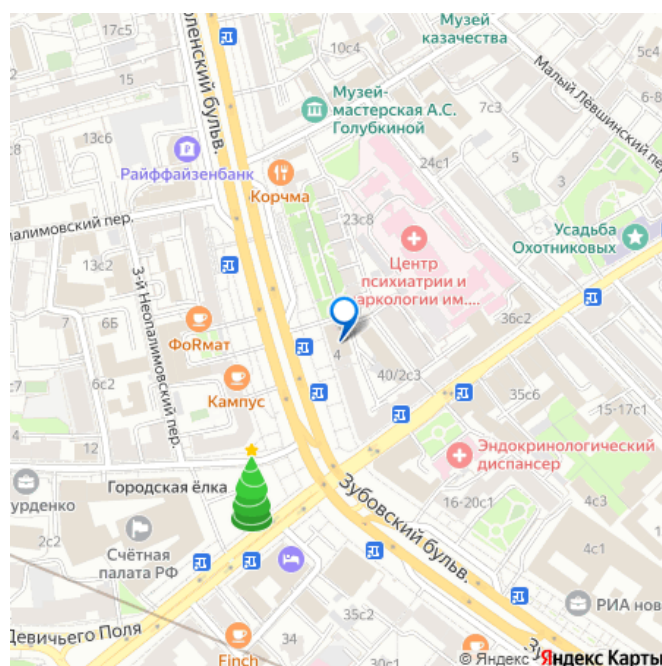 Музей
казачества
ленский бульв.
17с5
10с4
6-8
15
Музей-
мастерская А.С.
Голубкиной
7с3
Малый Лёвшинский пер.
13с6
24с1
5
3
Райффайзенбанк
Корчма
23с8
Усадьба
Охотниковых
алимовский пер.
Центр
психиатрии и
аркологии им....
13с2
3-й Неопалимовский пер.
36с2
7
6Б
ФоRмат
4
40/2с3
35с6
6с2
Кампус
15-17с1
4
12
Эндокринологический
диспансер
урденко
Городская ёлка
Зубовский бульв.
16-20с1
4с3
2с2
Счётная
палата РФ
4с1
35с2
РИА нов
Девичьего Поля
34
30
Finch
© Яндекс Яндекс Карты